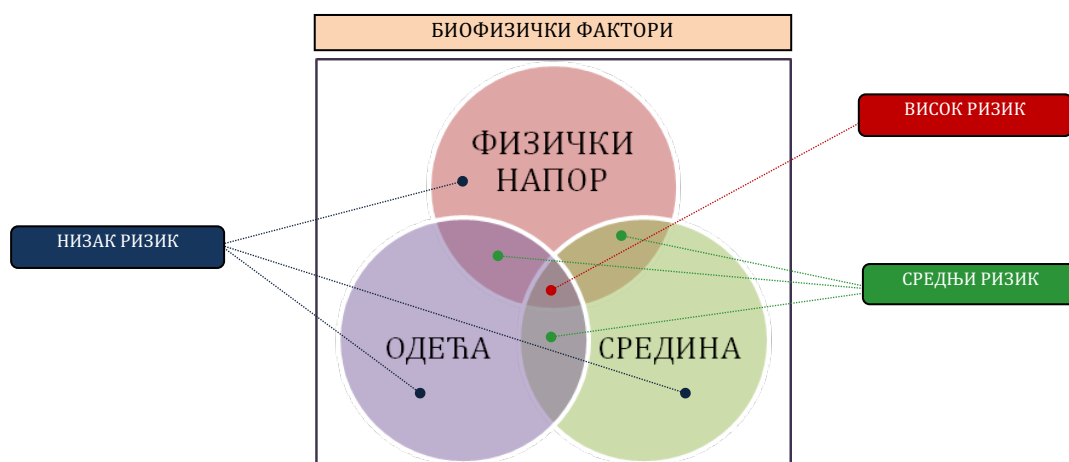 БИОФИЗИЧКИ ФАКТОРИ
ВИСОК РИЗИК
ФИЗИЧКИ
НАПОР
НИЗАК РИЗИК
СРЕДЊИ РИЗИК
ОДЕЋА
СРЕДИНА